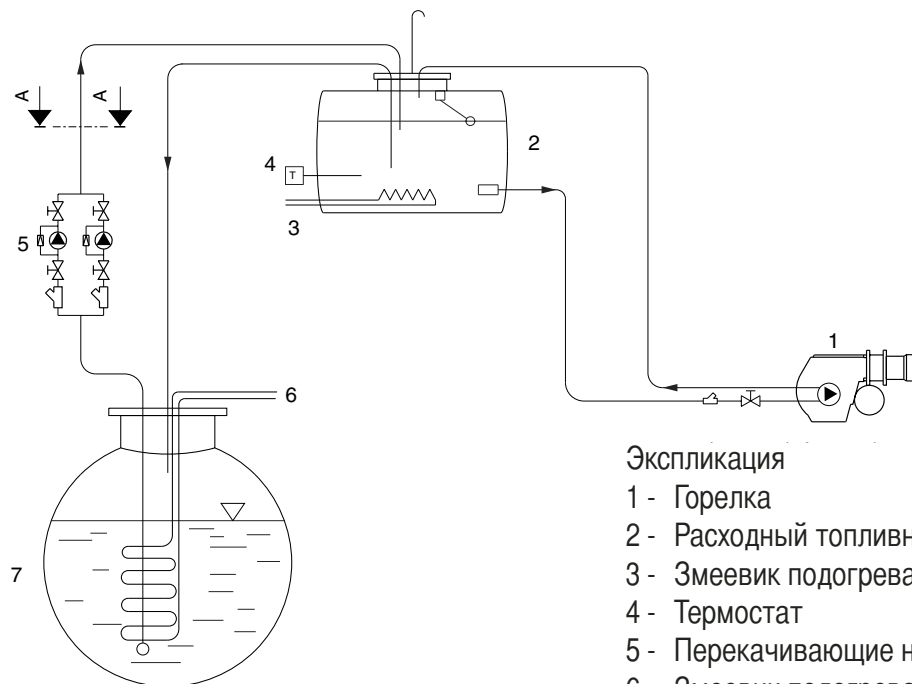 A A
2
4 T
3
5
1
6
7
Экспликация
1 - Горелка
2 - Расходный
3 - Змеевик подогрева
4 - Термостат
5 - Перекачивающие